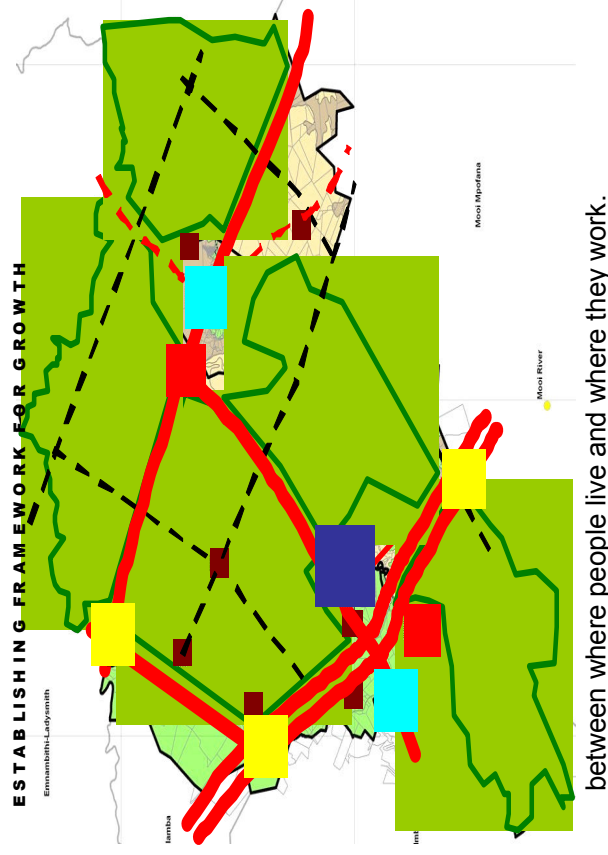 ESTABLISHING FRAMEWORK FOR GROWTH
Emnambithi-Ladysmith
Mooi Mpofana
Mooi River
between where people live and where they work.